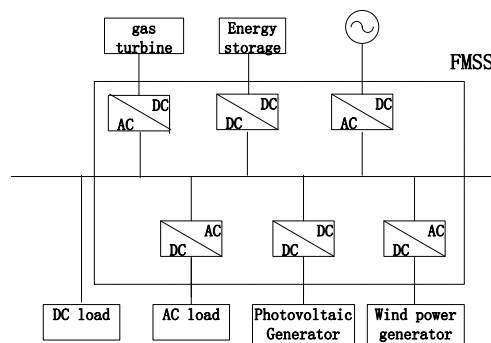 gas
turbine
Energy
storage
FMSS
DC
AC
DC
DC
DC
AC
AC
DC
DC
DC
AC
DC
DC load
AC load
Photovoltaic
Generator
Wind power
generator